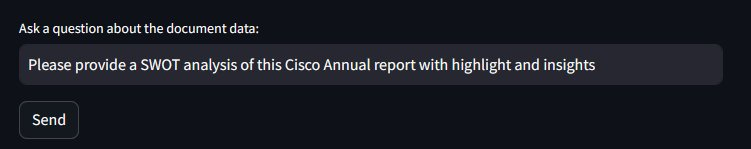 Ask a question about the document data:
Please provide a SWOT analysis of this Cisco Annual report with highlight and insights
Send